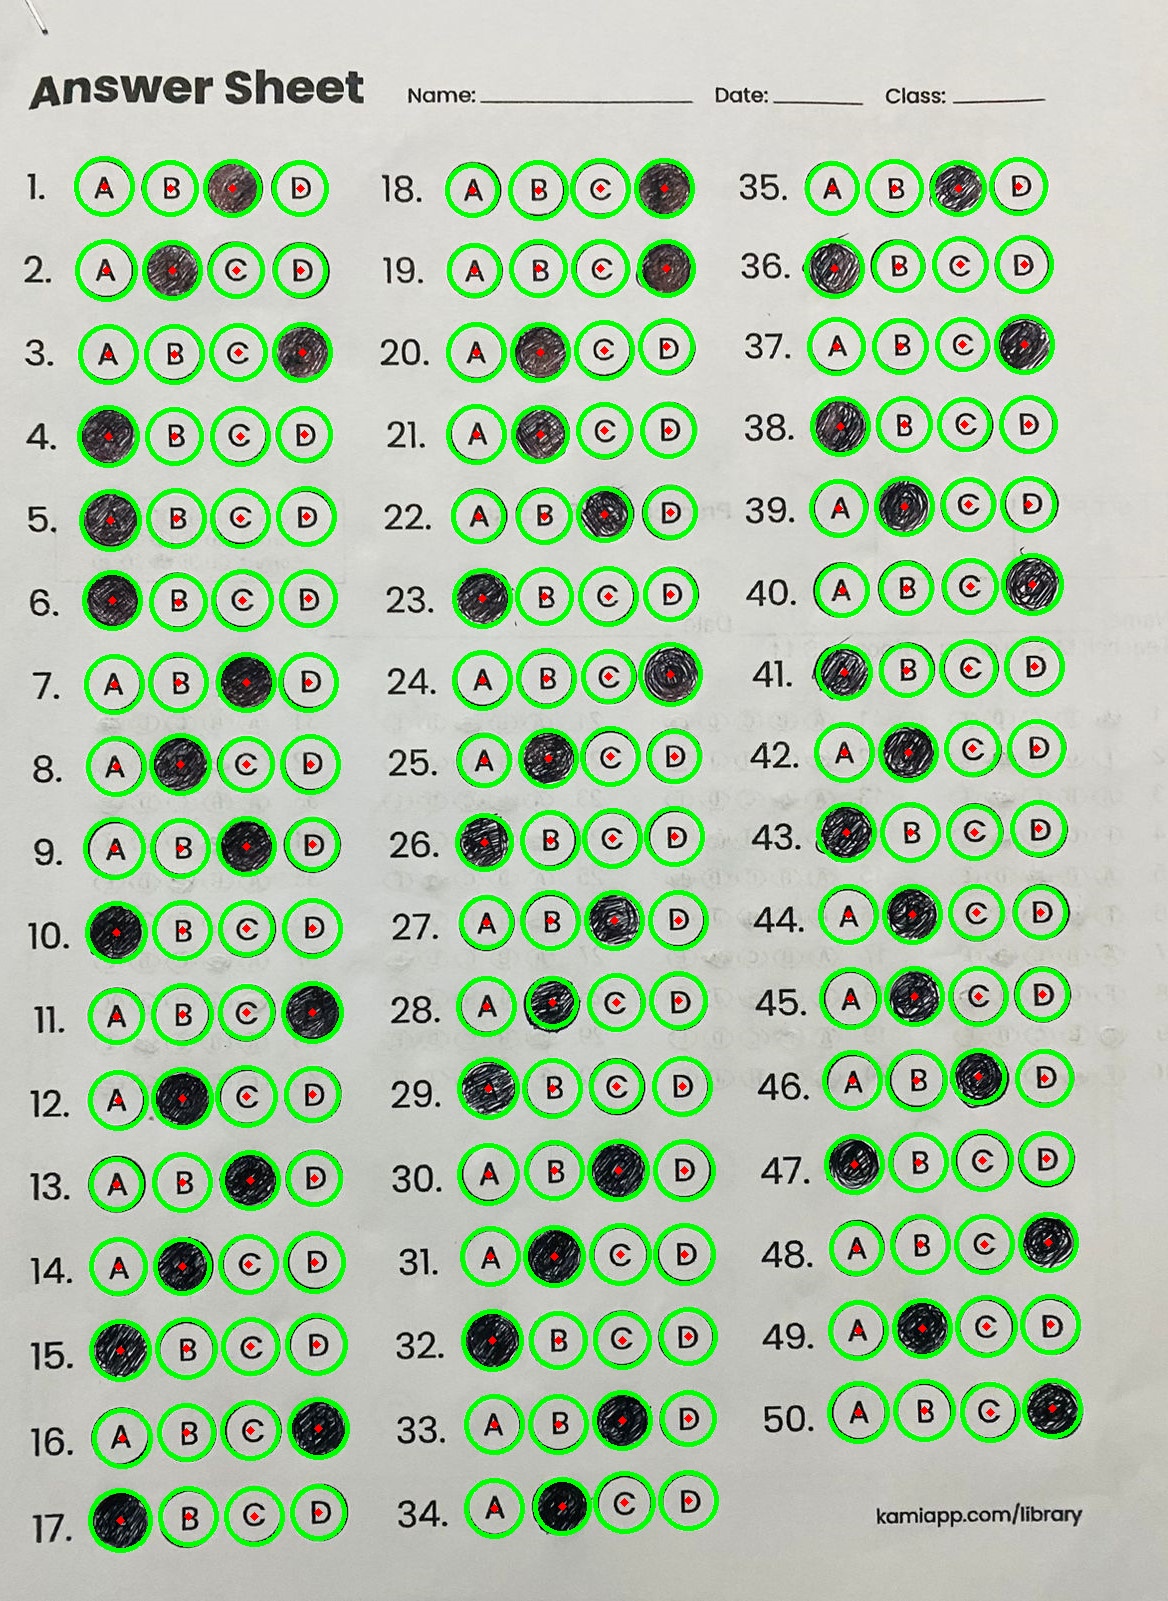 Answer Sheet Name: Date: Class:
1. A B D
2. A C D
3. A B C
4. B C D
5. B C D
6. B C D
7. A B D
8. A C D
9. A B D
10. B C D
11. A B C
12. A C D
13. A B D
14. A C D
15. B C D
16. A B C
17. B C D
18. A B C
19. A B C
20. A C D
21. A C D
22. A B D
23. B C D
24. A B C
25. A C D
26. B C D
27. A B D
28. A C D
29. B C D
30. A B D
31. A C D
32. B C D
33. A B D
34. A C D
35. A B D
36. B C D
37. A B C
38. B C D
39. A C D
40. A B C
41. B C D
42. A C D
43. B C D
44. A C D
45. A C D
46. A B D
47. B C D
48. A B C
49. A C D
50. A B C
kamiapp.com/library